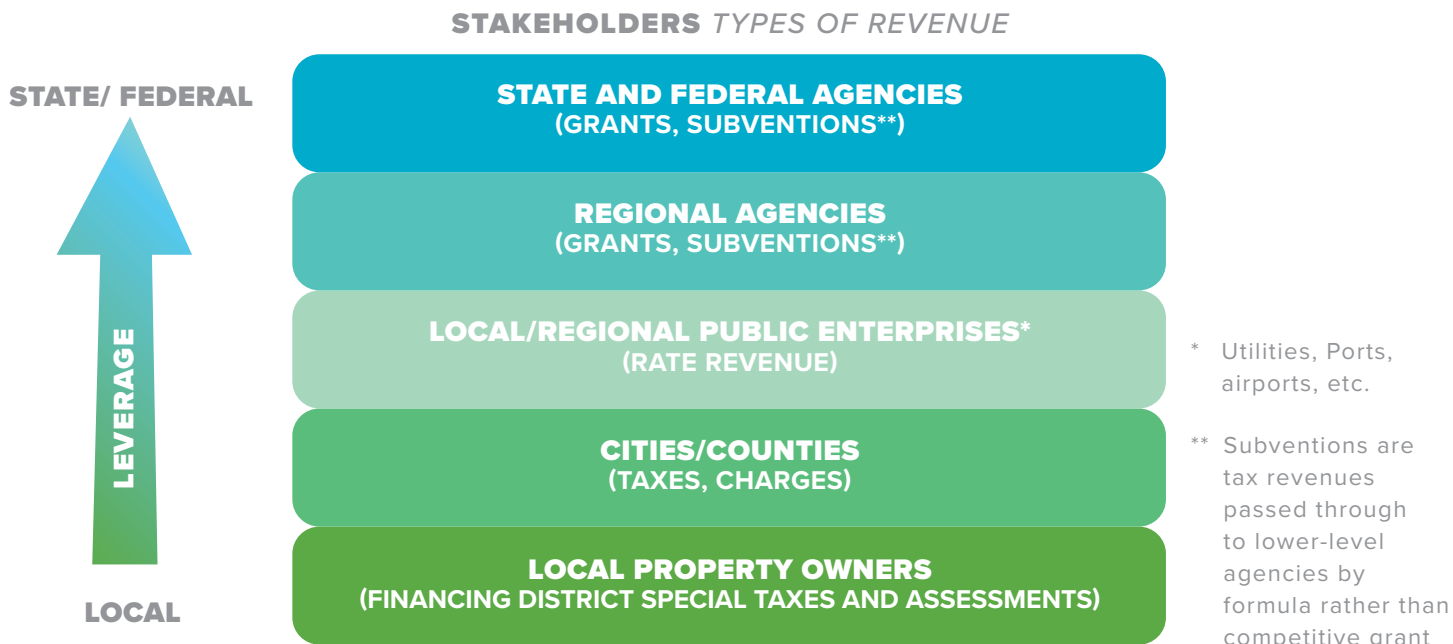 STAKEHOLDERS TYPES OF REVENUE
STATE/ FEDERAL
LEVERAGE
LOCAL
STATE AND FEDERAL AGENCIES
(GRANTS, SUBVENTIONS**)
REGIONAL AGENCIES
(GRANTS, SUBVENTIONS**)
LOCAL/REGIONAL PUBLIC ENTERPRISES*
(RATE REVENUE)
CITIES/COUNTIES
(TAXES, CHARGES)
LOCAL PROPERTY OWNERS
(FINANCING DISTRICT SPECIAL TAXES AND ASSESSMENTS)
* Utilities, Ports,
airports, etc.
** Subventions are
tax revenues
passed through
to lower-level
agencies by
formula rather than
competitive grant